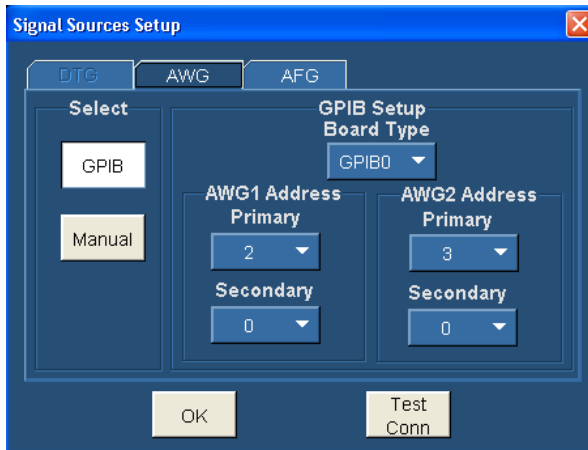 Signal Sources Setup
DTG AWG AFG
Select
GPIB
Manual
GPIB Setup
Board Type
GPIB0
AWG1 Address
Primary
2
Secondary
0
AWG2 Address
Primary
3
Secondary
0
OK
Test
Conn